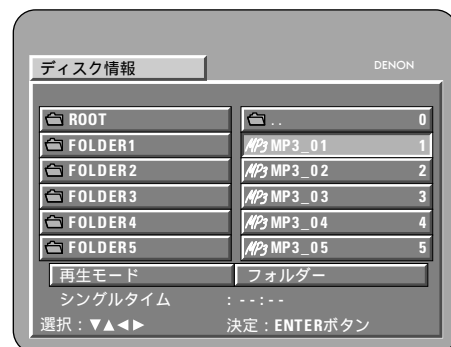 ディスク情報 DENON
ROOT .. 0
FOLDER1 MP3 MP3_01 1
FOLDER2 MP3 MP3_02 2
FOLDER3 MP3 MP3_03 3
FOLDER4 MP3 MP3_04 4
FOLDER5 MP3 MP3_05 5
再生モード フォルダー
シングルタイム : --:--
選択:▼▲◀▶ 決定:ENTERボタン